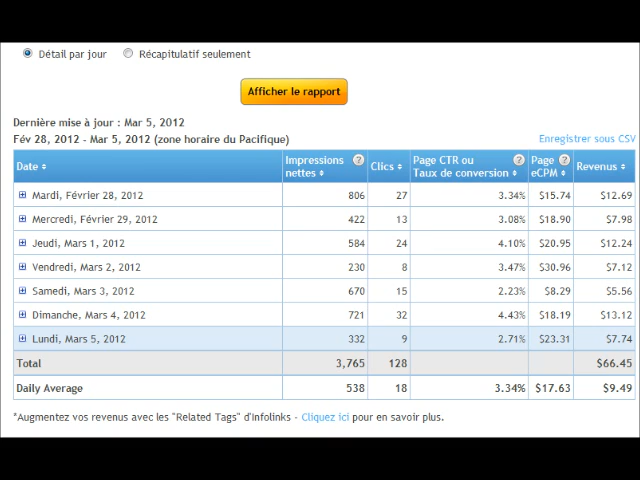 Détail par jour Récapitulatif seulement
Afficher le rapport
Dernière mise à jour : Mar 5, 2012
Fév 28, 2012 - Mar 5, 2012 (zone horaire du Pacifique) Enregistrer sous CSV
Date Impressions nettes ? Clics Page CTR ou Taux de conversion ? Page eCPM ? Revenus
Mardi, Février 28, 2012 806 27 3.34% $15.74 $12.69
Mercredi, Février 29, 2012 422 13 3.08% $18.90 $7.98
Jeudi, Mars 1, 2012 584 24 4.10% $20.95 $12.24
Vendredi, Mars 2, 2012 230 8 3.47% $30.96 $7.12
Samedi, Mars 3, 2012 670 15 2.23% $8.29 $5.56
Dimanche, Mars 4, 2012 721 32 4.43% $18.19 $13.12
Lundi, Mars 5, 2012 332 9 2.71% $23.31 $7.74
Total 3,765 128 $66.45
Daily Average 538 18 3.34% $17.63 $9.49
*Augmentez vos revenus avec les "Related Tags" d'Infolinks - Cliquez ici pour en savoir plus.